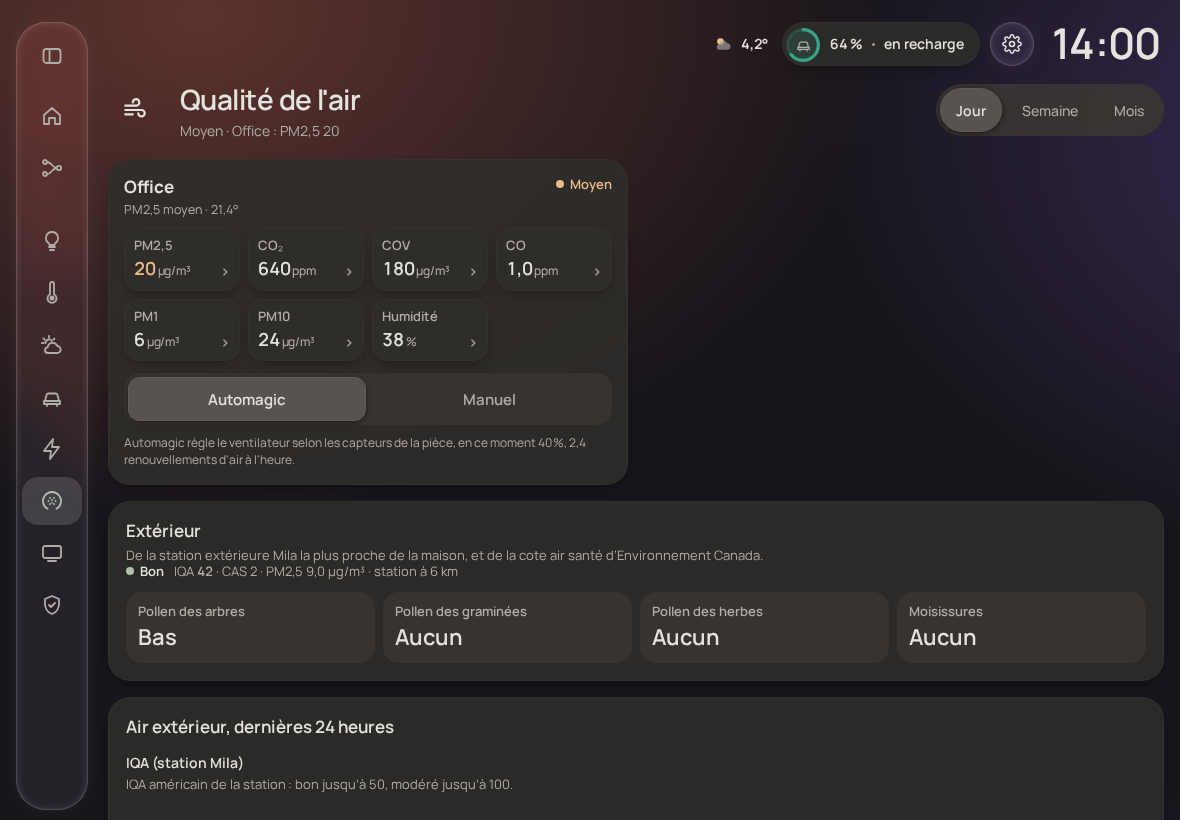 4,2°
64 % · en recharge
14:00
Qualité de l'air
Moyen · Office : PM2,5 20
Jour
Semaine
Mois
Office
Moyen
PM2,5 moyen · 21,4°
PM2,5
CO₂
COV
CO
20 µg/m³
640 ppm
180 µg/m³
1,0 ppm
PM1
PM10
Humidité
6 µg/m³
24 µg/m³
38 %
Automagic
Manuel
Automagic règle le ventilateur selon les capteurs de la pièce, en ce moment 40 %, 2,4
renouvellements d'air à l'heure.
Extérieur
De la station extérieure Mila la plus proche de la maison, et de la cote air santé d'Environnement Canada.
Bon IQA 42 · CAS 2 · PM2,5 9,0 µg/m³ · station à 6 km
Pollen des arbres
Pollen des graminées
Pollen des herbes
Moisissures
Bas
Aucun
Aucun
Aucun
Air extérieur, dernières 24 heures
IQA (station Mila)
IQA américain de la station : bon jusqu'à 50, modéré jusqu'à 100.